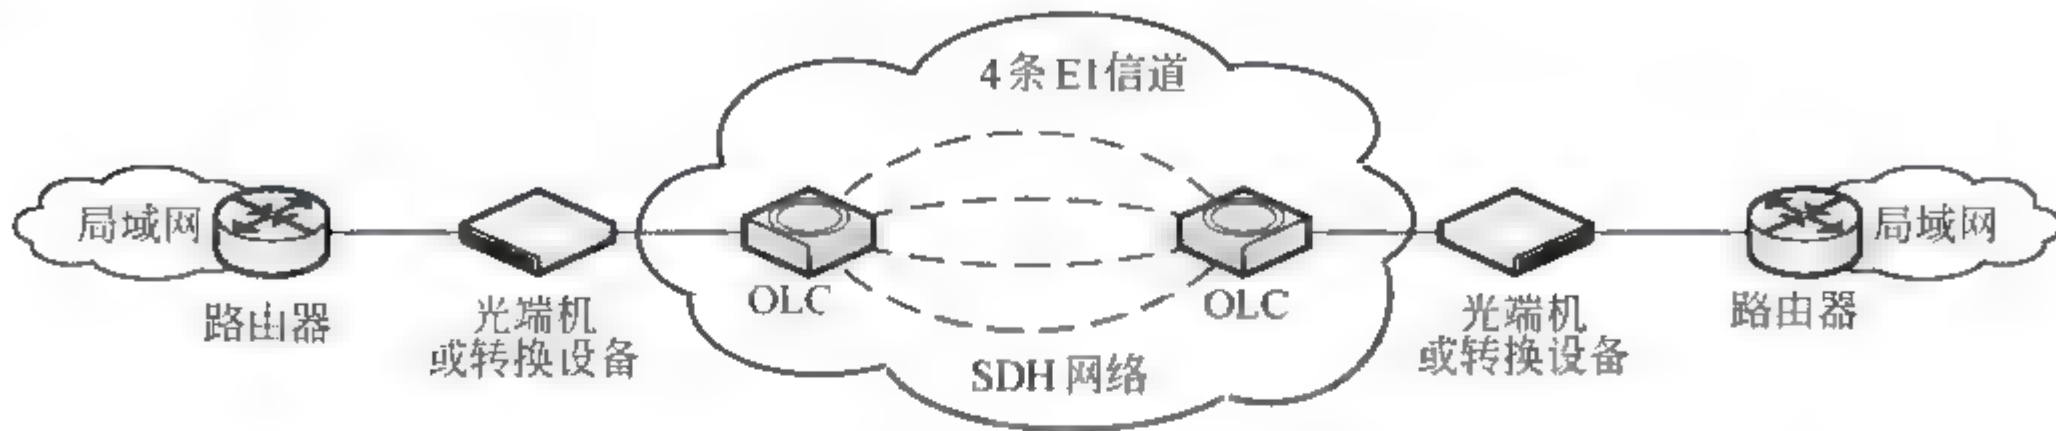 4条E1信道
局域网
局域网
OLC
OLC
路由器
光端机
或转换设备
光端机
或转换设备
路由器
SDH网络